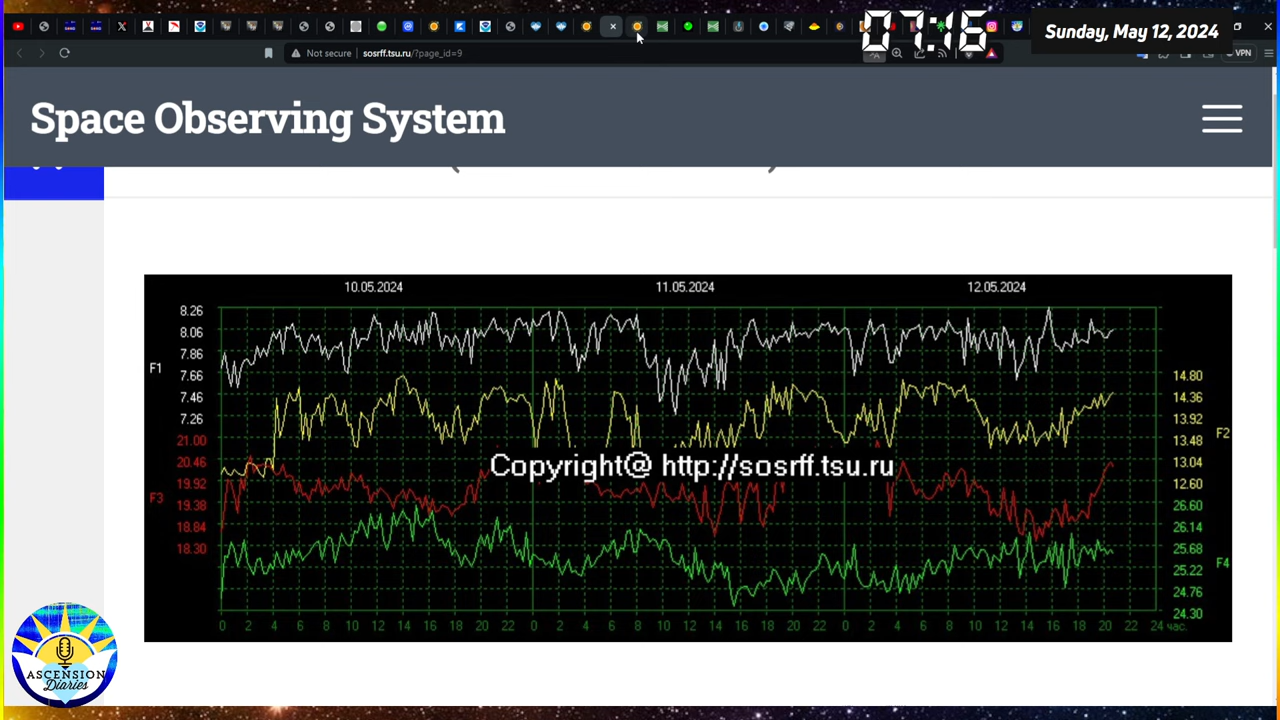 07:16
Sunday, May 12, 2024
Not secure
sosrff.tsu.ru/?page_id=9
VPN
Space Observing System
10.05.2024 11.05.2024 12.05.2024
8.26
8.06
7.86
7.66
7.46
7.26
F1
21.00
20.46
19.92
19.38
18.84
18.30
F3
14.80
14.36
13.92
13.48
13.04
12.60
F2
26.60
26.14
25.68
25.22
24.76
24.30
F4
Copyright@ http://sosrff.tsu.ru
0 2 4 6 8 10 12 14 16 18 20 22 0 2 4 6 8 10 12 14 16 18 20 22 0 2 4 6 8 10 12 14 16 18 20 22 24 час.
ASCENSION
Diaries